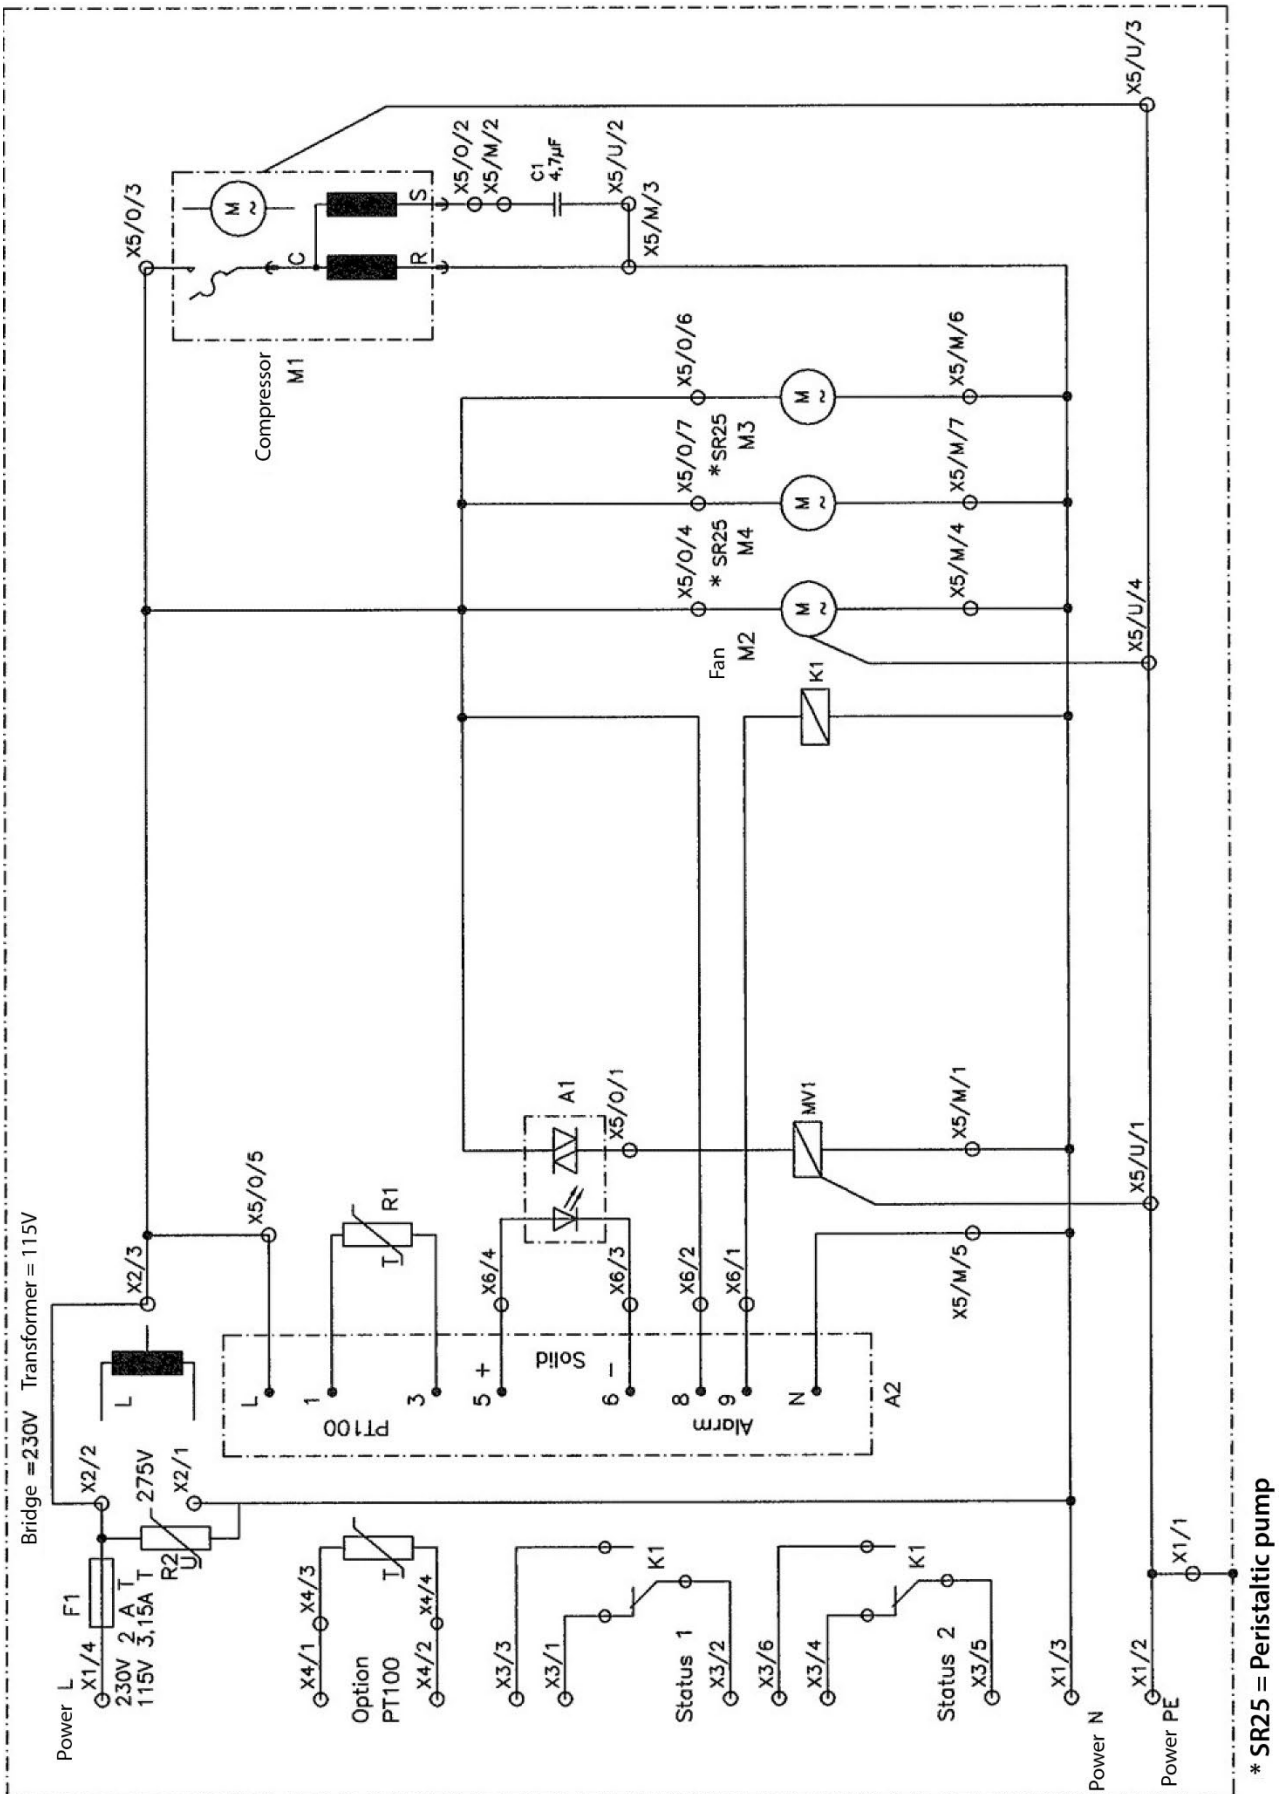 Bridge = 230V Transformer = 115V
Power L
X1/4
F1
230V 2 A T
115V 3,15A T
R2
U
275V
X2/2
X2/1
L
X2/3
X5/O/5
X5/O/3
Compressor
M1
M
~
C
R
S
X5/O/2
X5/M/2
C1
4,7µF
X5/U/2
X5/M/3
X5/U/3
Option
PT100
X4/1
X4/3
X4/2
X4/4
T
L
1
3
PT100
5 +
6 -
Solid
8
9
Alarm
N
A2
R1
T
X6/4
X6/3
X6/2
X6/1
A1
X5/O/1
MV1
X5/M/1
X5/M/5
X5/U/1
K1
Fan
M2
X5/O/4
M
~
X5/M/4
* SR25
M4
X5/O/7
M
~
X5/M/7
* SR25
M3
X5/O/6
M
~
X5/M/6
X5/U/4
X3/3
X3/1
K1
Status 1
X3/2
X3/6
X3/4
K1
Status 2
X3/5
X1/3
Power N
X1/2
Power PE
X1/1
* SR25 = Peristaltic pump